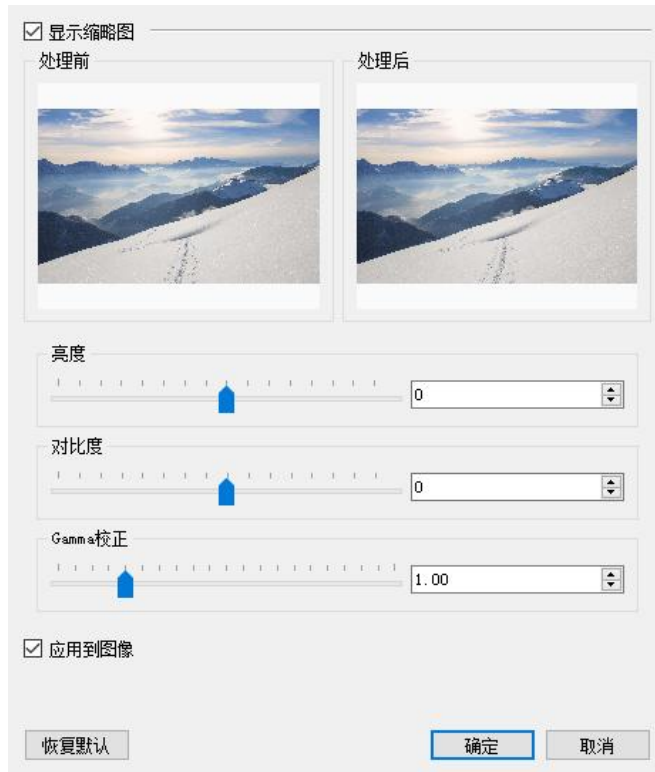 显示缩略图
处理前
处理后
亮度
0
对比度
0
Gamma校正
1.00
应用到图像
恢复默认
确定
取消